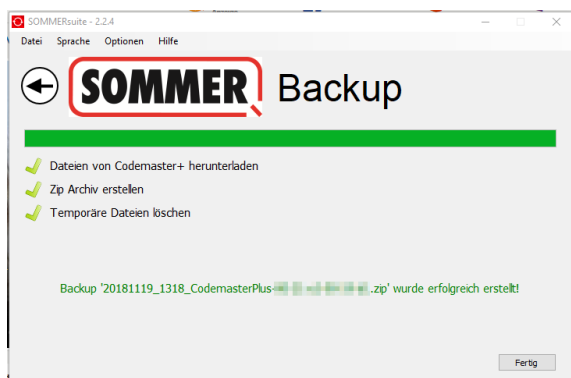 SOMMERsuite - 2.2.4
Datei Sprache Optionen Hilfe
SOMMER Backup
Dateien von Codemaster+ herunterladen
Zip Archiv erstellen
Temporäre Dateien löschen
Backup '20181119_1318_CodemasterPlus- .zip' wurde erfolgreich erstellt!
Fertig